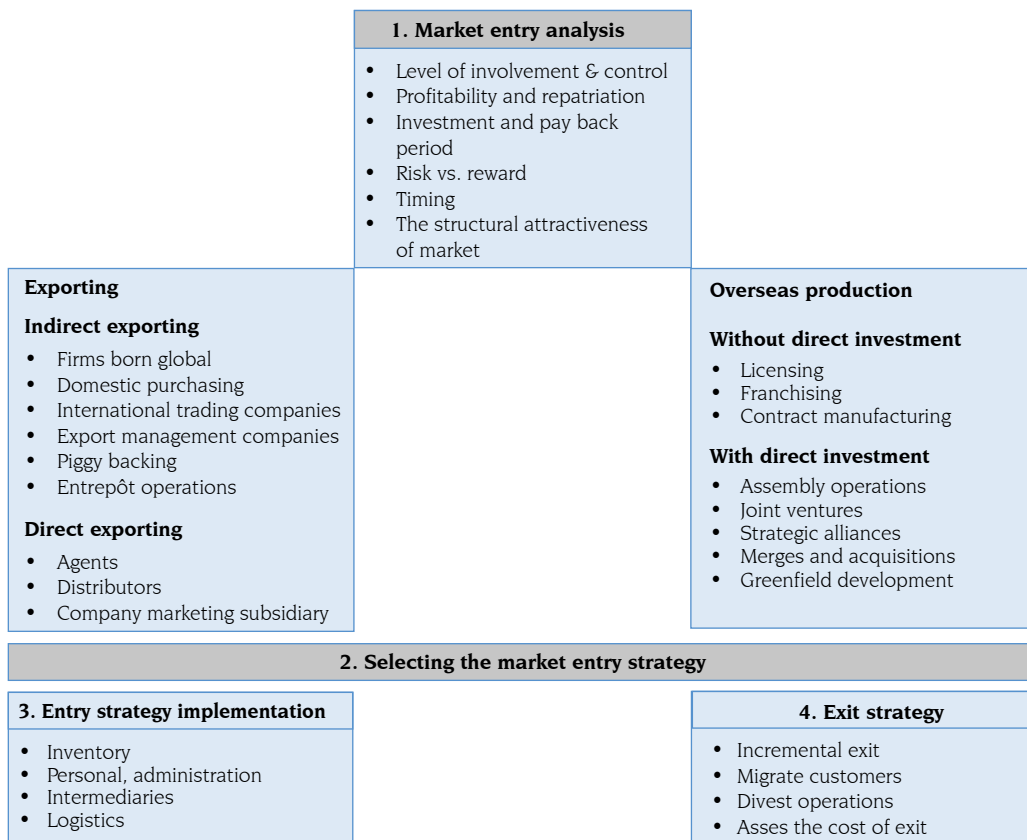 1. Market entry analysis
• Level of involvement & control
• Profitability and repatriation
• Investment and pay back
period
• Risk vs. reward
• Timing
• The structural attractiveness
of market
Exporting
Indirect exporting
• Firms born global
• Domestic purchasing
• International trading companies
• Export management companies
• Piggy backing
• Entrepôt operations
Direct exporting
• Agents
• Distributors
• Company marketing subsidiary
Overseas production
Without direct investment
• Licensing
• Franchising
• Contract manufacturing
With direct investment
• Assembly operations
• Joint ventures
• Strategic alliances
• Merges and acquisitions
• Greenfield development
2. Selecting the market entry strategy
3. Entry strategy implementation
• Inventory
• Personal, administration
• Intermediaries
• Logistics
4. Exit strategy
• Incremental exit
• Migrate customers
• Divest operations
• Asses the cost of exit